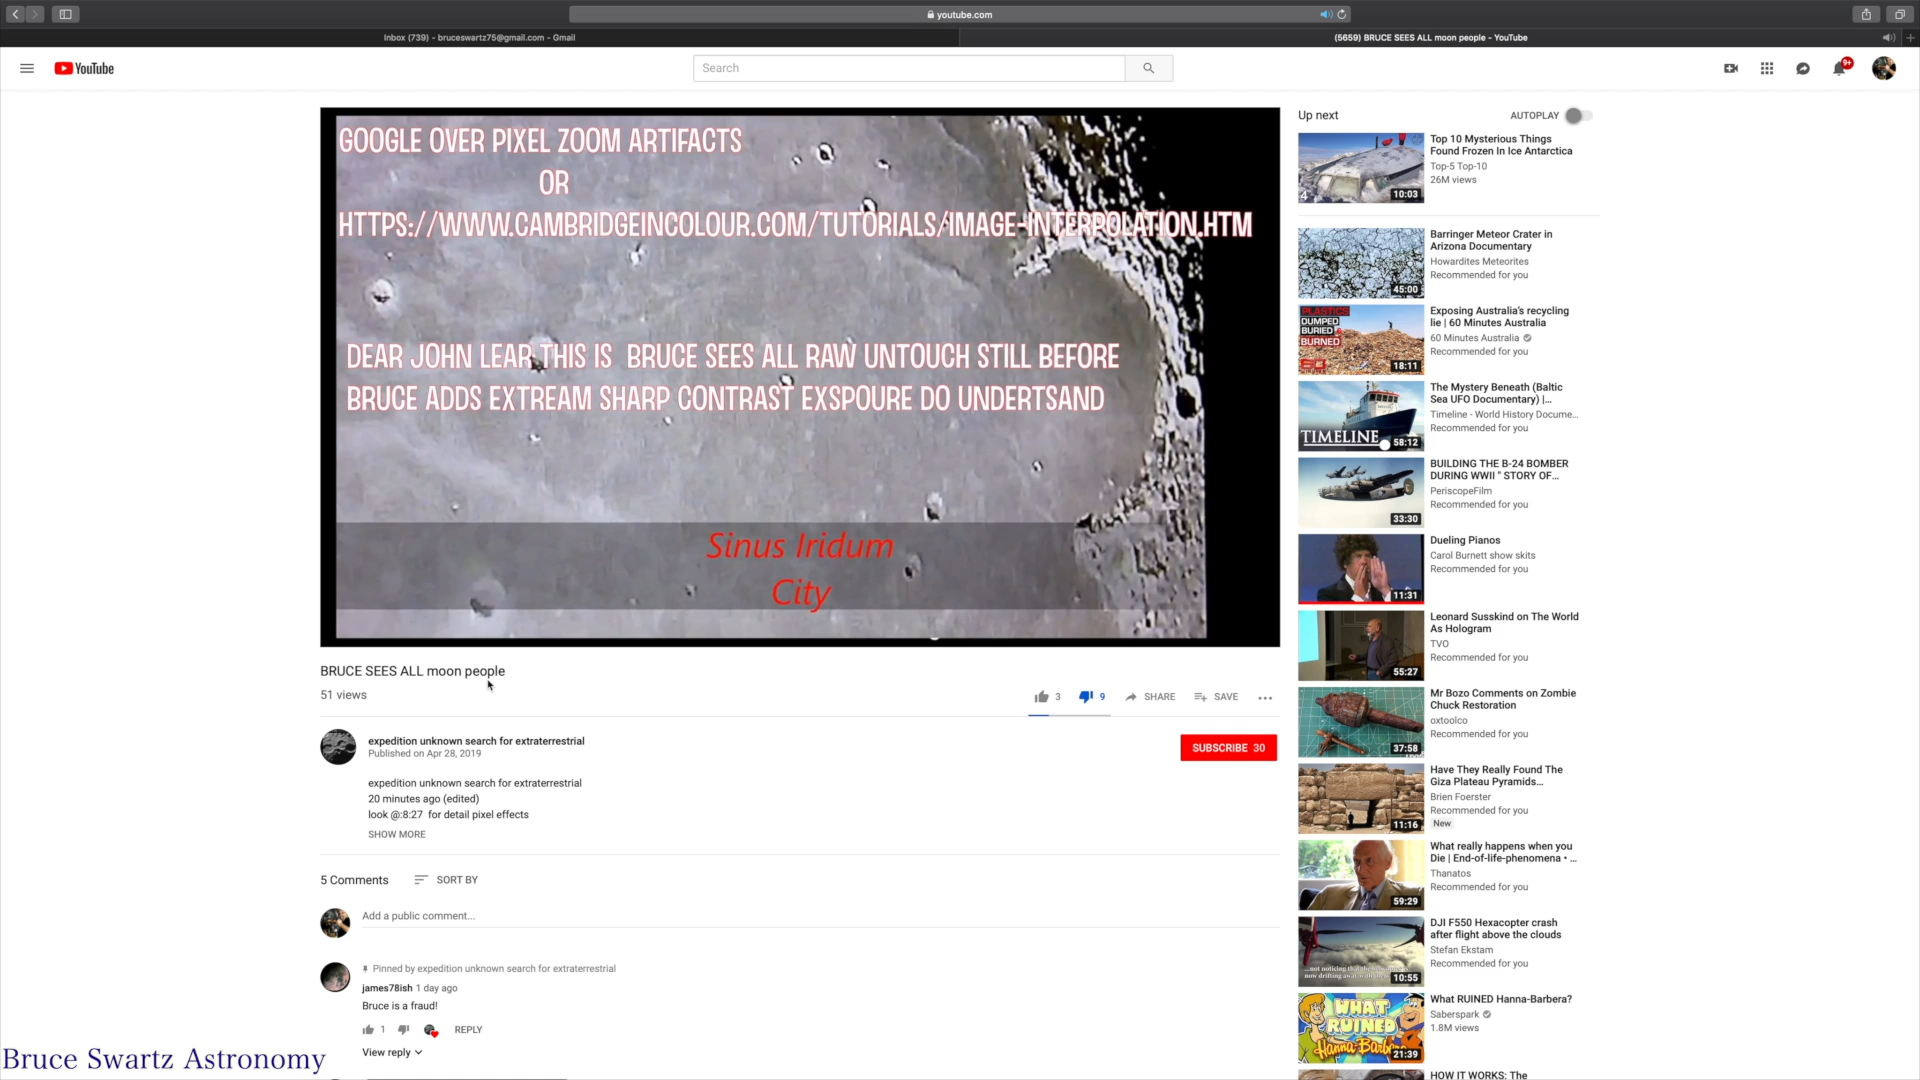 youtube.com
Inbox (739) - bruceswartz75@gmail.com - Gmail
(5659) BRUCE SEES ALL moon people - YouTube
YouTube
Search
9+
GOOGLE OVER PIXEL ZOOM ARTIFACTS
OR
HTTPS://WWW.CAMBRIDGEINCOLOUR.COM/TUTORIALS/IMAGE-INTERPOLATION.HTM
DEAR JOHN LEAR THIS IS BRUCE SEES ALL RAW UNTOUCH STILL BEFORE
BRUCE ADDS EXTREAM SHARP CONTRAST EXSPOURE DO UNDERTSAND
Sinus Iridum
City
BRUCE SEES ALL moon people
51 views
3
9
SHARE
SAVE
expedition unknown search for extraterrestrial
Published on Apr 28, 2019
SUBSCRIBE 30
expedition unknown search for extraterrestrial
20 minutes ago (edited)
look @:8:27 for detail pixel effects
SHOW MORE
5 Comments
SORT BY
Add a public comment...
Pinned by expedition unknown search for extraterrestrial
james78ish 1 day ago
Bruce is a fraud!
1
REPLY
View reply
Bruce Swartz Astronomy
Up next
AUTOPLAY
4
10:03
Top 10 Mysterious Things
Found Frozen In Ice Antarctica
Top-5 Top-10
26M views
45:00
Barringer Meteor Crater in
Arizona Documentary
Howardites Meteorites
Recommended for you
PLASTICS
DUMPED
BURIED
BURNED
18:11
Exposing Australia's recycling
lie | 60 Minutes Australia
60 Minutes Australia
Recommended for you
TIMELINE
58:12
The Mystery Beneath (Baltic
Sea UFO Documentary) |...
Timeline - World History Docume...
Recommended for you
33:30
BUILDING THE B-24 BOMBER
DURING WWII " STORY OF...
PeriscopeFilm
Recommended for you
11:31
Dueling Pianos
Carol Burnett show skits
Recommended for you
55:27
Leonard Susskind on The World
As Hologram
TVO
Recommended for you
37:58
Mr Bozo Comments on Zombie
Chuck Restoration
oxtoolco
Recommended for you
11:16
Have They Really Found The
Giza Plateau Pyramids...
Brien Foerster
Recommended for you
New
59:29
What really happens when you
Die | End-of-life-phenomena • ...
Thanatos
Recommended for you
10:55
DJI F550 Hexacopter crash
after flight above the clouds
Stefan Ekstam
Recommended for you
WHAT
RUINED
Hanna-Barbera?
21:39
What RUINED Hanna-Barbera?
Saberspark
1.8M views
HOW IT WORKS: The